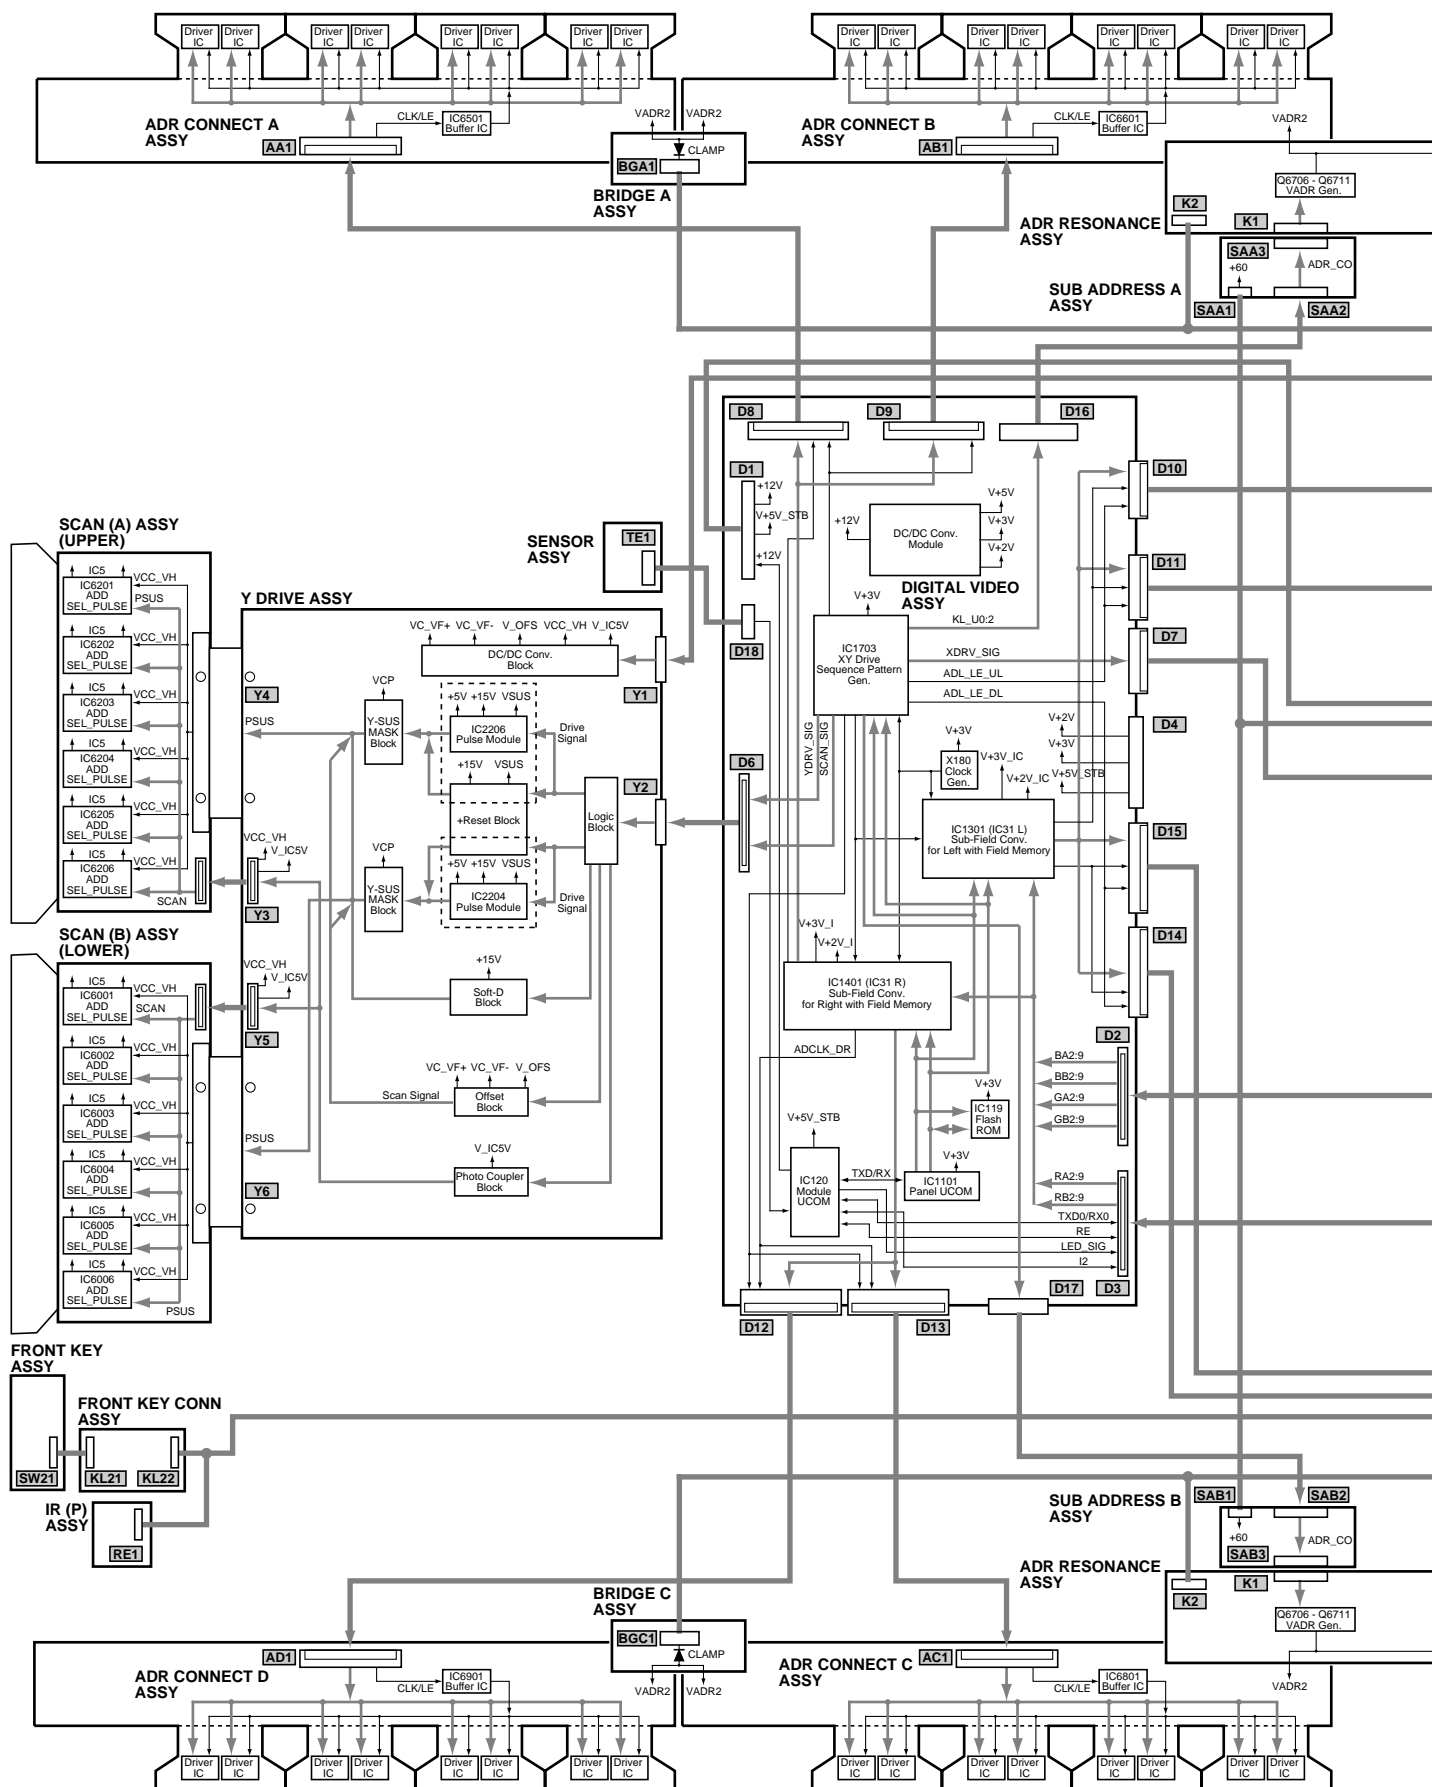 Driver IC
Driver IC
Driver IC
Driver IC
Driver IC
Driver IC
Driver IC
Driver IC
CLK/LE
IC6501
Buffer IC
ADR CONNECT A
ASSY
AA1
VADR2
VADR2
CLAMP
BGA1
BRIDGE A
ASSY
Driver IC
Driver IC
Driver IC
Driver IC
Driver IC
Driver IC
Driver IC
Driver IC
CLK/LE
IC6601
Buffer IC
ADR CONNECT B
ASSY
AB1
VADR2
Q6706 - Q6711
VADR Gen.
K2
K1
ADR RESONANCE
ASSY
SAA3
+60
ADR_CO
SUB ADDRESS A
ASSY
SAA1
SAA2
D8
D9
D16
D1
+12V
V+5V_STB
+12V
D18
+12V
DC/DC Conv.
Module
V+5V
V+3V
V+2V
DIGITAL VIDEO
ASSY
D10
D11
D7
D4
D15
D14
D2
D3
D17
D12
D13
D6
V+3V
IC1703
XY Drive
Sequence Pattern
Gen.
KL_U0:2
XDRV_SIG
ADL_LE_UL
ADL_LE_DL
YDRV_SIG
SCAN_SIG
V+3V
X180
Clock
Gen.
V+3V_IC
V+2V_IC
V+2V
V+3V
V+5V_STB
IC1301 (IC31 L)
Sub-Field Conv.
for Left with Field Memory
V+3V_I
V+2V_I
IC1401 (IC31 R)
Sub-Field Conv.
for Right with Field Memory
ADCLK_DR
V+3V
IC119
Flash
ROM
V+5V_STB
IC120
Module
UCOM
TXD/RX
V+3V
IC1101
Panel UCOM
BA2:9
BB2:9
GA2:9
GB2:9
RA2:9
RB2:9
TXD0/RX0
RE
LED_SIG
I2
SENSOR
ASSY
TE1
SCAN (A) ASSY
(UPPER)
IC5
IC6201
ADD
SEL_PULSE
VCC_VH
PSUS
IC5
IC6202
ADD
SEL_PULSE
VCC_VH
IC5
IC6203
ADD
SEL_PULSE
VCC_VH
IC5
IC6204
ADD
SEL_PULSE
VCC_VH
IC5
IC6205
ADD
SEL_PULSE
VCC_VH
IC5
IC6206
ADD
SEL_PULSE
VCC_VH
SCAN
SCAN (B) ASSY
(LOWER)
IC5
IC6001
ADD
SEL_PULSE
VCC_VH
SCAN
IC5
IC6002
ADD
SEL_PULSE
VCC_VH
IC5
IC6003
ADD
SEL_PULSE
VCC_VH
IC5
IC6004
ADD
SEL_PULSE
VCC_VH
IC5
IC6005
ADD
SEL_PULSE
VCC_VH
IC5
IC6006
ADD
SEL_PULSE
VCC_VH
PSUS
Y DRIVE ASSY
VC_VF+ VC_VF- V_OFS VCC_VH V_IC5V
DC/DC Conv.
Block
Y1
Y4
PSUS
VCP
Y-SUS
MASK
Block
+5V +15V VSUS
IC2206
Pulse Module
Drive
Signal
+15V VSUS
+Reset Block
Logic
Block
Y2
VCC_VH
V_IC5V
Y3
VCP
Y-SUS
MASK
Block
+5V +15V VSUS
IC2204
Pulse Module
Drive
Signal
VCC_VH
V_IC5V
Y5
+15V
Soft-D
Block
VC_VF+ VC_VF- V_OFS
Scan Signal
Offset
Block
PSUS
V_IC5V
Photo Coupler
Block
Y6
FRONT KEY
ASSY
SW21
FRONT KEY CONN
ASSY
KL21
KL22
IR (P)
ASSY
RE1
SUB ADDRESS B
ASSY
SAB1
SAB2
+60
ADR_CO
SAB3
ADR RESONANCE
ASSY
K1
K2
Q6706 - Q6711
VADR Gen.
VADR2
BRIDGE C
ASSY
BGC1
CLAMP
VADR2
VADR2
AD1
ADR CONNECT D
ASSY
CLK/LE
IC6901
Buffer IC
Driver IC
Driver IC
Driver IC
Driver IC
Driver IC
Driver IC
Driver IC
Driver IC
AC1
ADR CONNECT C
ASSY
CLK/LE
IC6801
Buffer IC
Driver IC
Driver IC
Driver IC
Driver IC
Driver IC
Driver IC
Driver IC
Driver IC